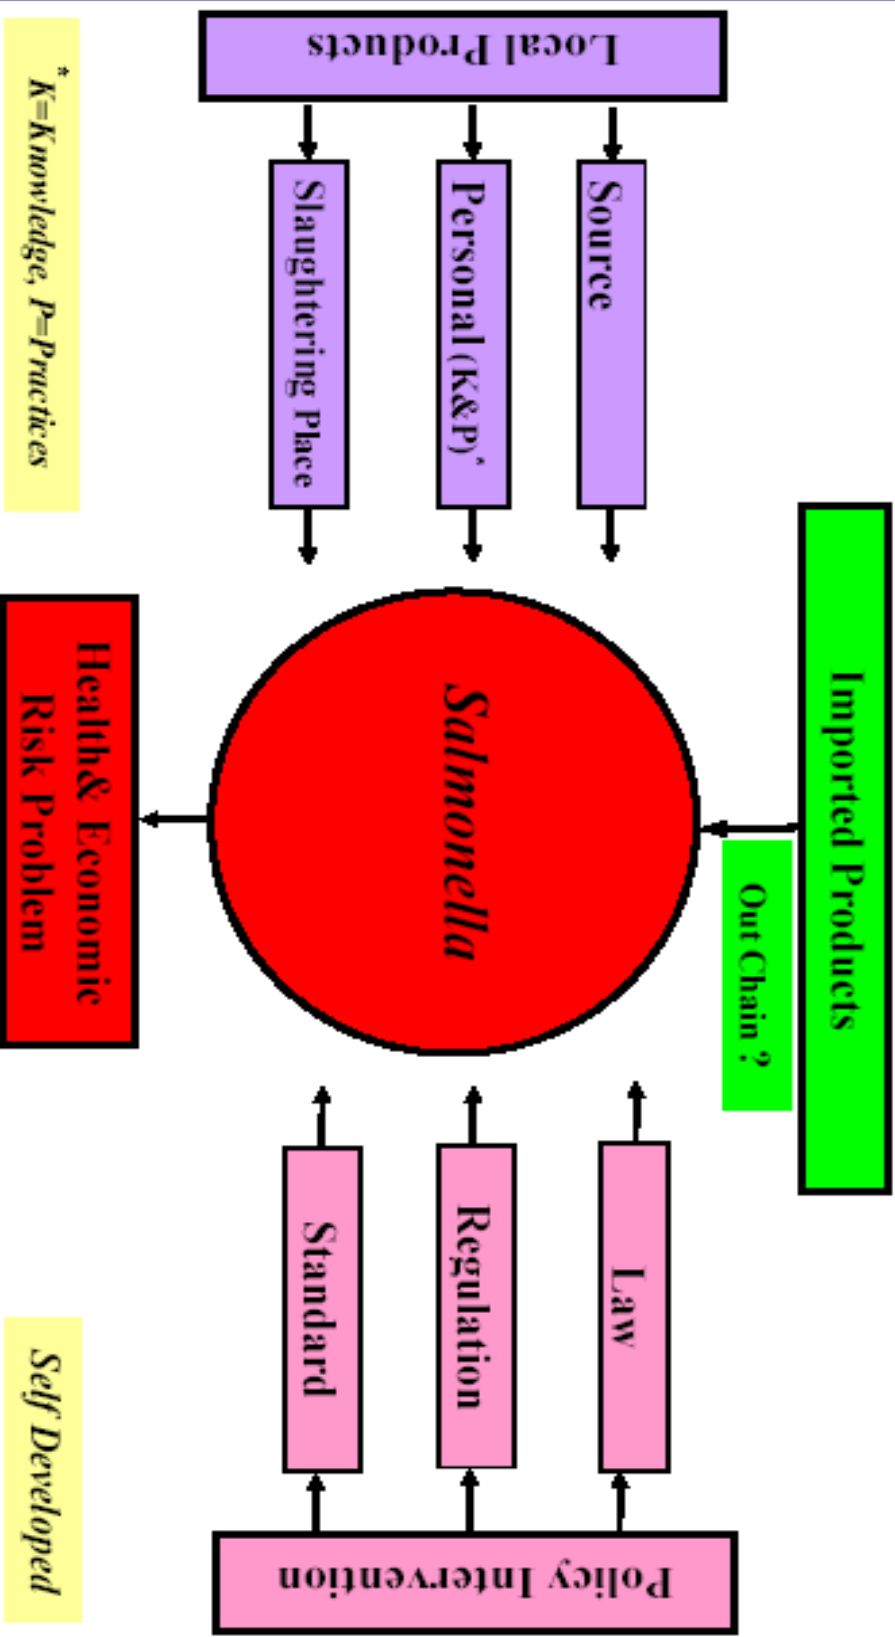 Imported Products
Out Chain ?
Local Products
Source
Personal (K&P)*
Slaughtering Place
Salmonella
Law
Regulation
Standard
Policy Intervention
Health& Economic
Risk Problem
*K=Knowledge, P=Practices
Self Developed